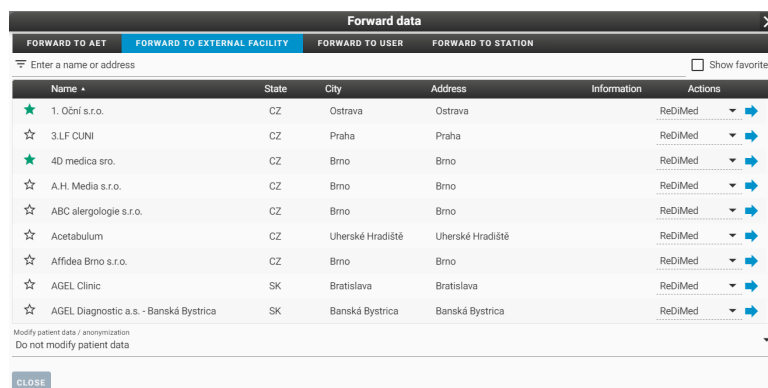 Forward data
FORWARD TO AET FORWARD TO EXTERNAL FACILITY FORWARD TO USER FORWARD TO STATION
Enter a name or address Show favorite
Name State City Address Information Actions
1. Oční s.r.o. CZ Ostrava Ostrava ReDiMed
3.LF CUNI CZ Praha Praha ReDiMed
4D medica sro. CZ Brno Brno ReDiMed
A.H. Media s.r.o. CZ Brno Brno ReDiMed
ABC alergologie s.r.o. CZ Brno Brno ReDiMed
Acetabulum CZ Uherské Hradiště Uherské Hradiště ReDiMed
Affidea Brno s.r.o. CZ Brno Brno ReDiMed
AGEL Clinic SK Bratislava Bratislava ReDiMed
AGEL Diagnostic a.s. - Banská Bystrica SK Banská Bystrica Banská Bystrica ReDiMed
Modify patient data / anonymization
Do not modify patient data
CLOSE